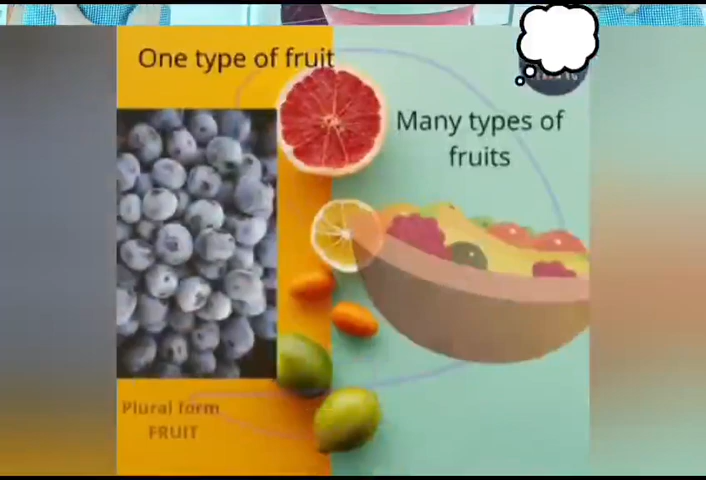 One type of fruit
Many types of
fruits
Plural form
FRUIT